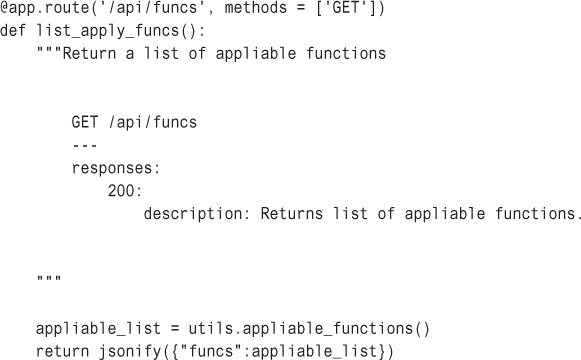 @app.route('/api/funcs', methods = ['GET'])
def list_apply_funcs():
    """Return a list of appliable functions
        GET /api/funcs
        ---
        responses:
            200:
                description: Returns list of appliable functions.
    """
    appliable_list = utils.appliable_functions()
    return jsonify({"funcs":appliable_list})